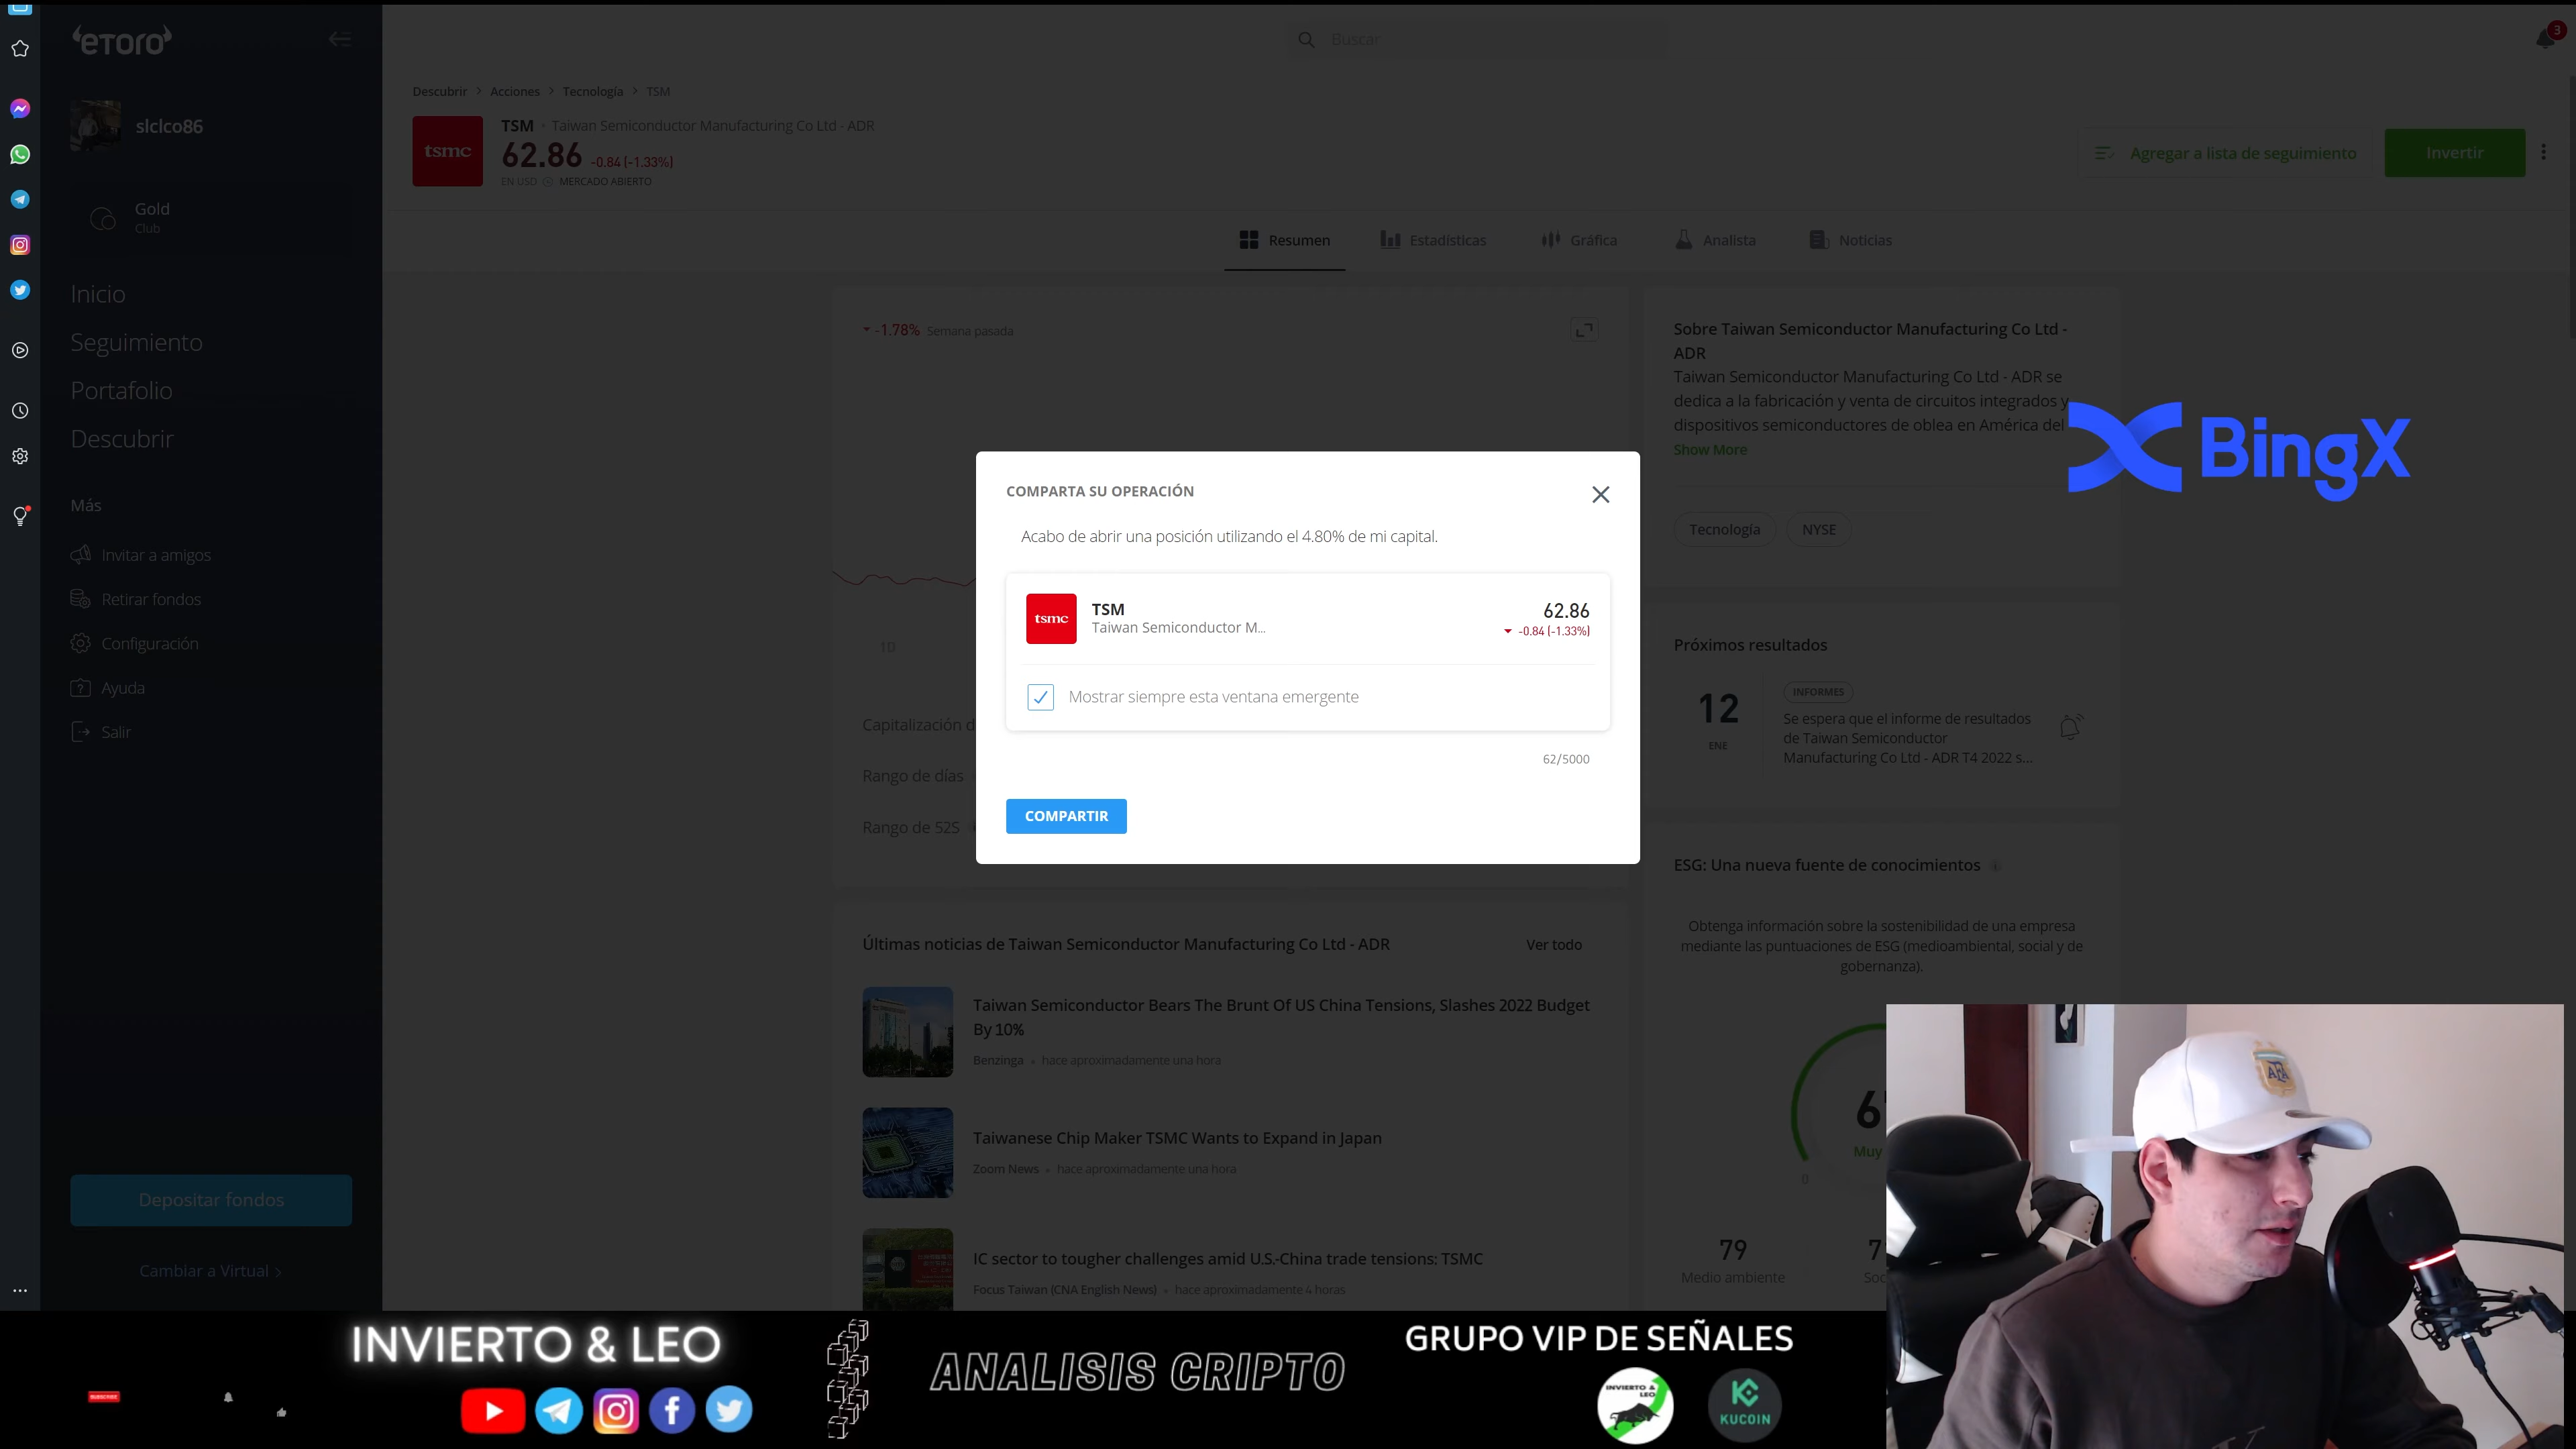 eToro
Buscar
3
slclco86
Gold
Club
Inicio
Seguimiento
Portafolio
Descubrir
Más
Invitar a amigos
Retirar fondos
Configuración
Ayuda
Salir
Depositar fondos
Cambiar a Virtual >
Descubrir > Acciones > Tecnología > TSM
tsmc
TSM · Taiwan Semiconductor Manufacturing Co Ltd - ADR
62.86 -0.84 (-1.33%)
EN USD MERCADO ABIERTO
Agregar a lista de seguimiento
Invertir
Resumen
Estadísticas
Gráfica
Analista
Noticias
-1.78% Semana pasada
1D
Capitalización d
Rango de días
Rango de 52S
COMPARTA SU OPERACIÓN
Acabo de abrir una posición utilizando el 4.80% de mi capital.
tsmc
TSM
Taiwan Semiconductor M...
62.86
-0.84 (-1.33%)
Mostrar siempre esta ventana emergente
62/5000
COMPARTIR
Sobre Taiwan Semiconductor Manufacturing Co Ltd -
ADR
Taiwan Semiconductor Manufacturing Co Ltd - ADR se
dedica a la fabricación y venta de circuitos integrados y
dispositivos semiconductores de oblea en América del
Show More
Tecnología
NYSE
BingX
Próximos resultados
12
ENE
INFORMES
Se espera que el informe de resultados
de Taiwan Semiconductor
Manufacturing Co Ltd - ADR T4 2022 s...
ESG: Una nueva fuente de conocimientos
Obtenga información sobre la sostenibilidad de una empresa
mediante las puntuaciones de ESG (medioambiental, social y de
gobernanza).
6
Muy
0
79
Medio ambiente
7
Soc
Últimas noticias de Taiwan Semiconductor Manufacturing Co Ltd - ADR
Ver todo
Taiwan Semiconductor Bears The Brunt Of US China Tensions, Slashes 2022 Budget
By 10%
Benzinga • hace aproximadamente una hora
Taiwanese Chip Maker TSMC Wants to Expand in Japan
Zoom News • hace aproximadamente una hora
IC sector to tougher challenges amid U.S.-China trade tensions: TSMC
Focus Taiwan (CNA English News) • hace aproximadamente 4 horas
AFA
INVIERTO & LEO
SUBSCRIBE
ANALISIS CRIPTO
GRUPO VIP DE SEÑALES
INVIERTO &
LEO
KUCOIN